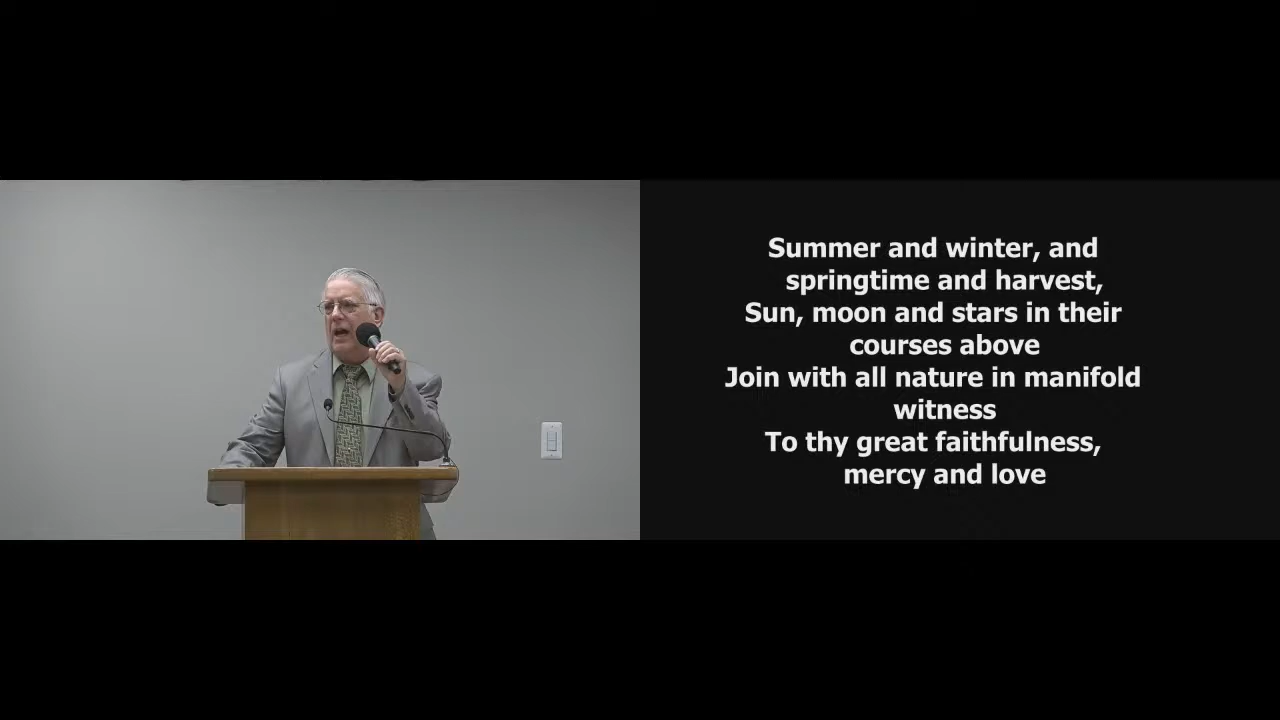 Summer and winter, and
springtime and harvest,
Sun, moon and stars in their
courses above
Join with all nature in manifold
witness
To thy great faithfulness,
mercy and love